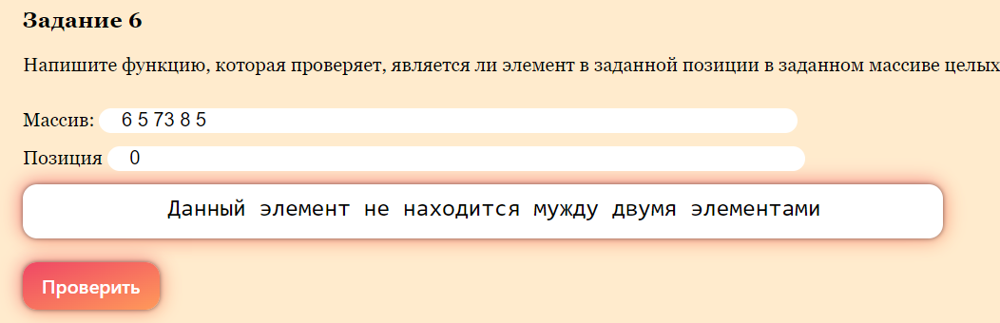 Задание 6
Напишите функцию, которая проверяет, является ли элемент в заданной позиции в заданном массиве целых
Массив: 6 5 73 8 5
Позиция 0
Данный элемент не находится мужду двумя элементами
Проверить